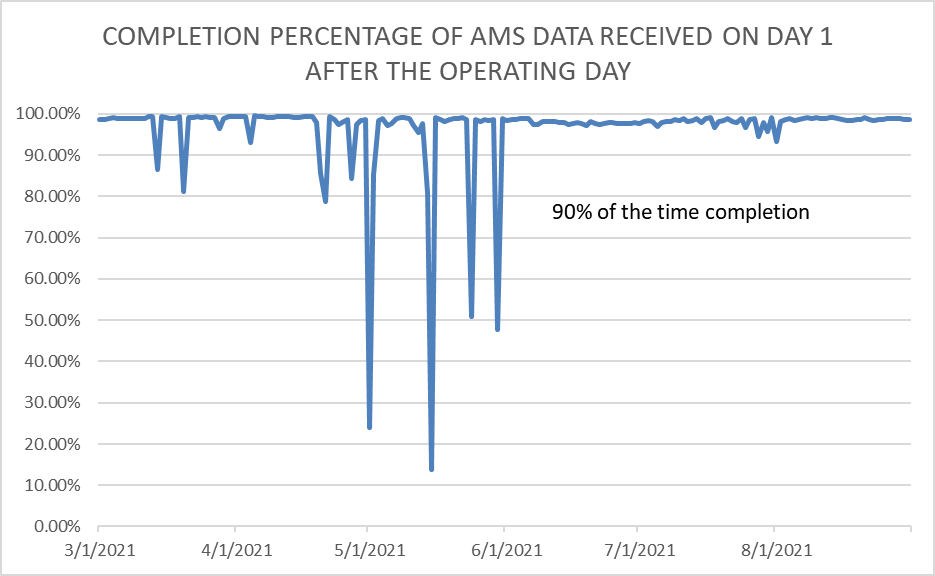 COMPLETION PERCENTAGE OF AMS DATA RECEIVED ON DAY 1
AFTER THE OPERATING DAY
100.00%
90.00%
80.00%
90% of the time completion
70.00%
60.00%
50.00%
40.00%
30.00%
20.00%
10.00%
0.00%
3/1/2021 4/1/2021 5/1/2021 6/1/2021 7/1/2021 8/1/2021